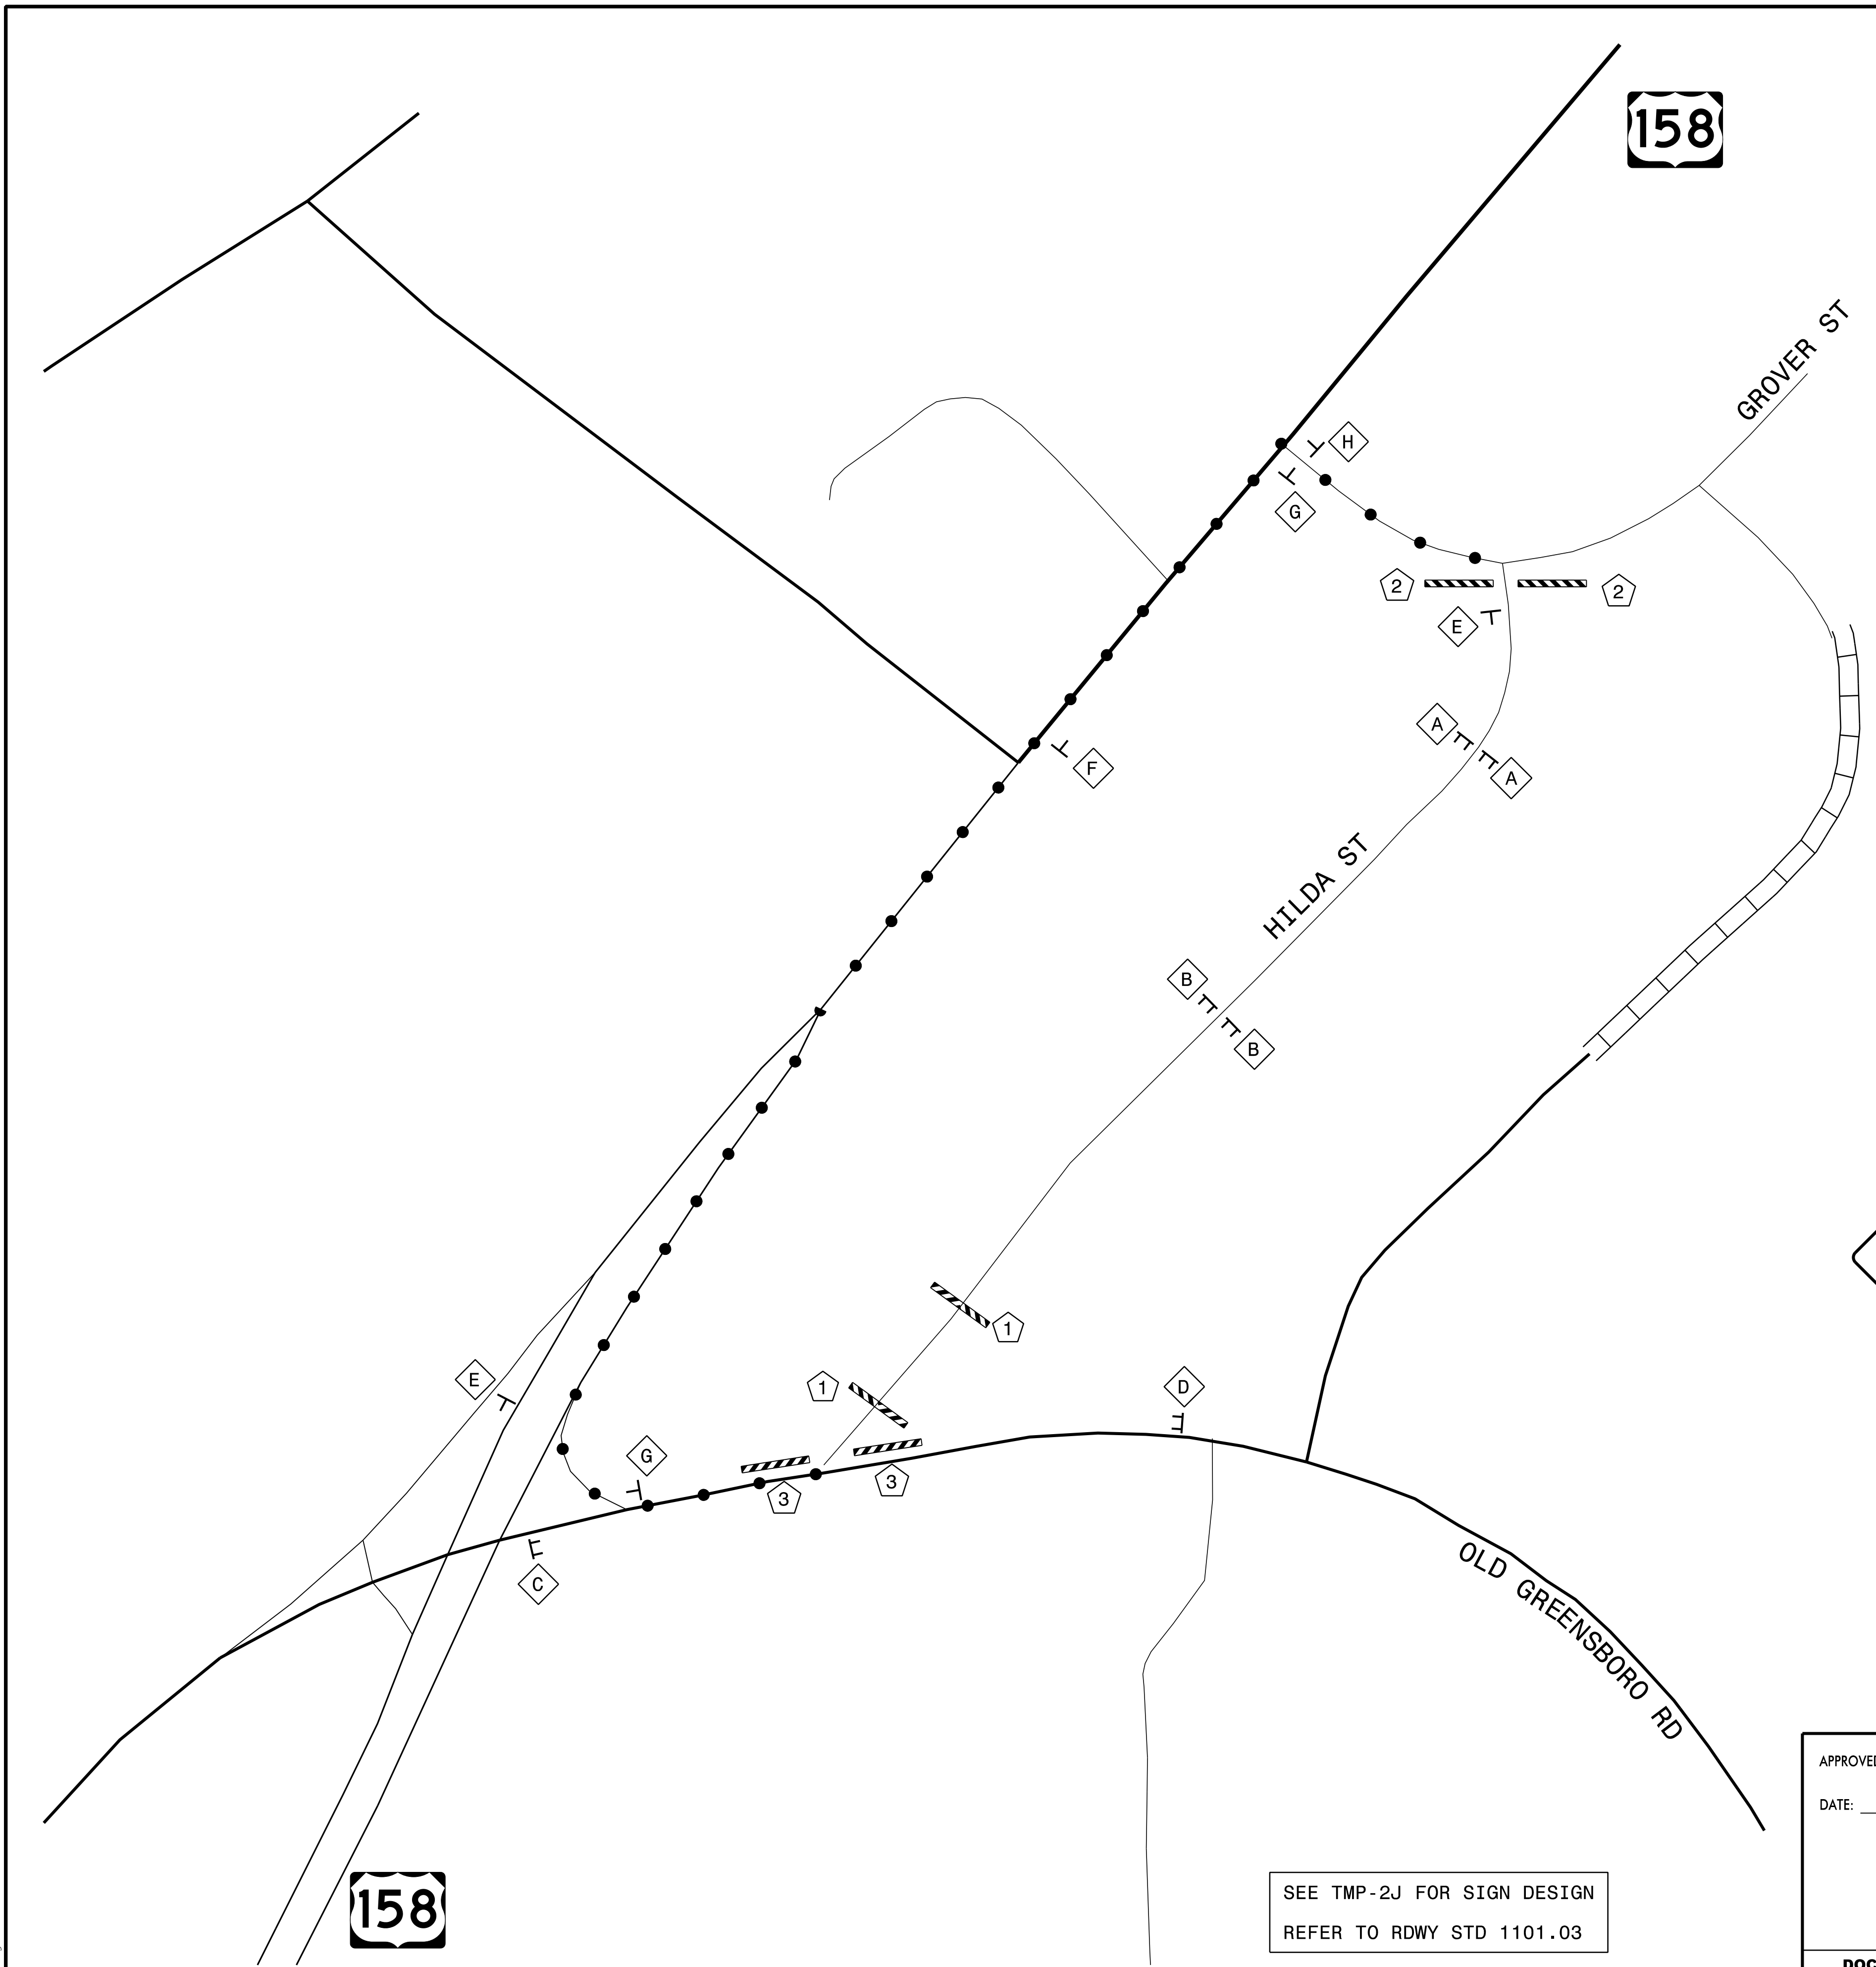 158
GROVER ST
H
G
2
2
E
A
A
F
HILDA ST
B
B
1
1
E
D
G
3
3
C
OLD GREENSBORO RD
APPROVED
DATE:
158
SEE TMP-2J FOR SIGN DESIGN
REFER TO RDWY STD 1101.03